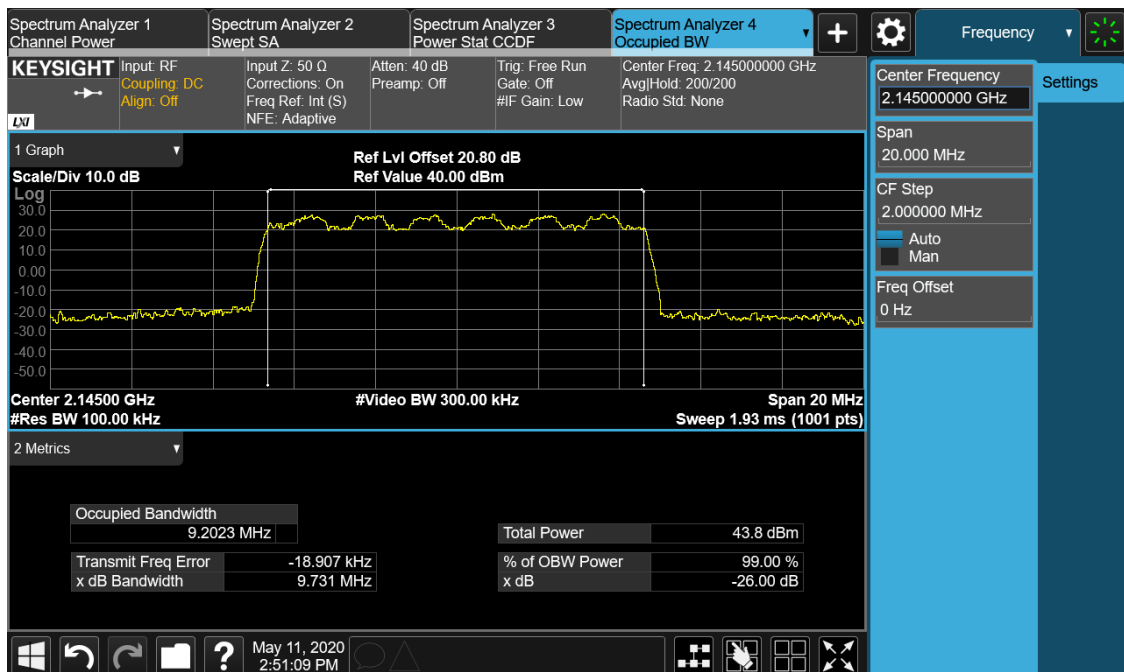 Spectrum Analyzer 1
Channel Power
Spectrum Analyzer 2
Swept SA
Spectrum Analyzer 3
Power Stat CCDF
Spectrum Analyzer 4
Occupied BW
Frequency
KEYSIGHT
LXI
Input: RF
Coupling: DC
Align: Off
Input Z: 50 Ω
Corrections: On
Freq Ref: Int (S)
NFE: Adaptive
Atten: 40 dB
Preamp: Off
Trig: Free Run
Gate: Off
#IF Gain: Low
Center Freq: 2.145000000 GHz
Avg|Hold: 200/200
Radio Std: None
Center Frequency
2.145000000 GHz
Settings
Span
20.000 MHz
CF Step
2.000000 MHz
Auto
Man
Freq Offset
0 Hz
1 Graph
Scale/Div 10.0 dB
Ref Lvl Offset 20.80 dB
Ref Value 40.00 dBm
Log
30.0
20.0
10.0
0.00
-10.0
-20.0
-30.0
-40.0
-50.0
Center 2.14500 GHz
#Video BW 300.00 kHz
Span 20 MHz
#Res BW 100.00 kHz
Sweep 1.93 ms (1001 pts)
2 Metrics
Occupied Bandwidth
9.2023 MHz
Total Power 43.8 dBm
Transmit Freq Error -18.907 kHz
% of OBW Power 99.00 %
x dB Bandwidth 9.731 MHz
x dB -26.00 dB
?
May 11, 2020
2:51:09 PM